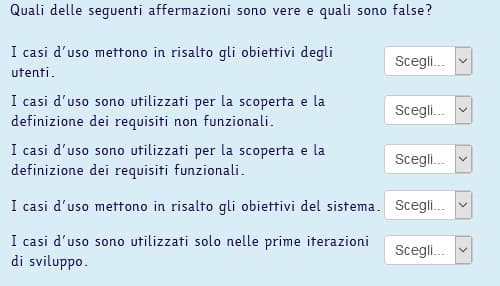 Quali delle seguenti affermazioni sono vere e quali sono false?
I casi d'uso mettono in risalto gli obiettivi degli
utenti.
Scegli...
I casi d'uso sono utilizzati per la scoperta e la
definizione dei requisiti non funzionali.
Scegli...
I casi d'uso sono utilizzati per la scoperta e la
definizione dei requisiti funzionali.
Scegli...
I casi d'uso mettono in risalto gli obiettivi del sistema.
Scegli...
I casi d'uso sono utilizzati solo nelle prime iterazioni
di sviluppo.
Scegli...